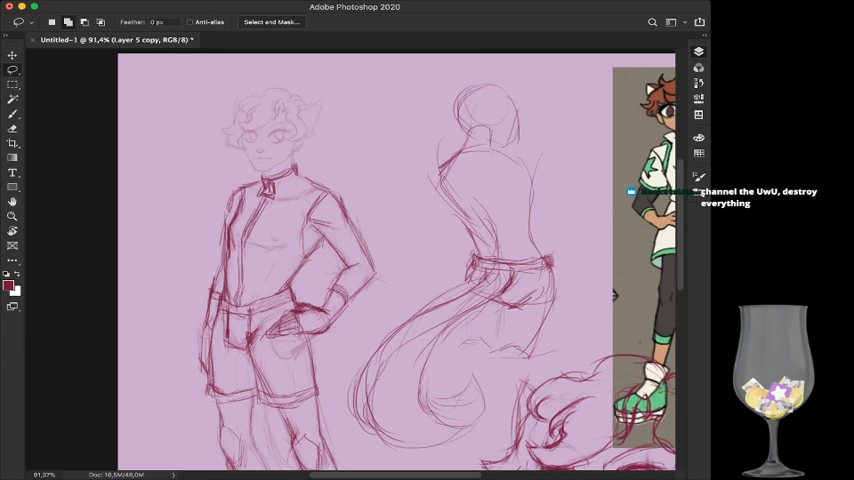 Adobe Photoshop 2020
Feather: 0 px
Anti-alias
Select and Mask...
Untitled-1 @ 91,4% (Layer 5 copy, RGB/8) *
channel the UwU, destroy
everything
91,37%
Doc: 16,5M/48,0M